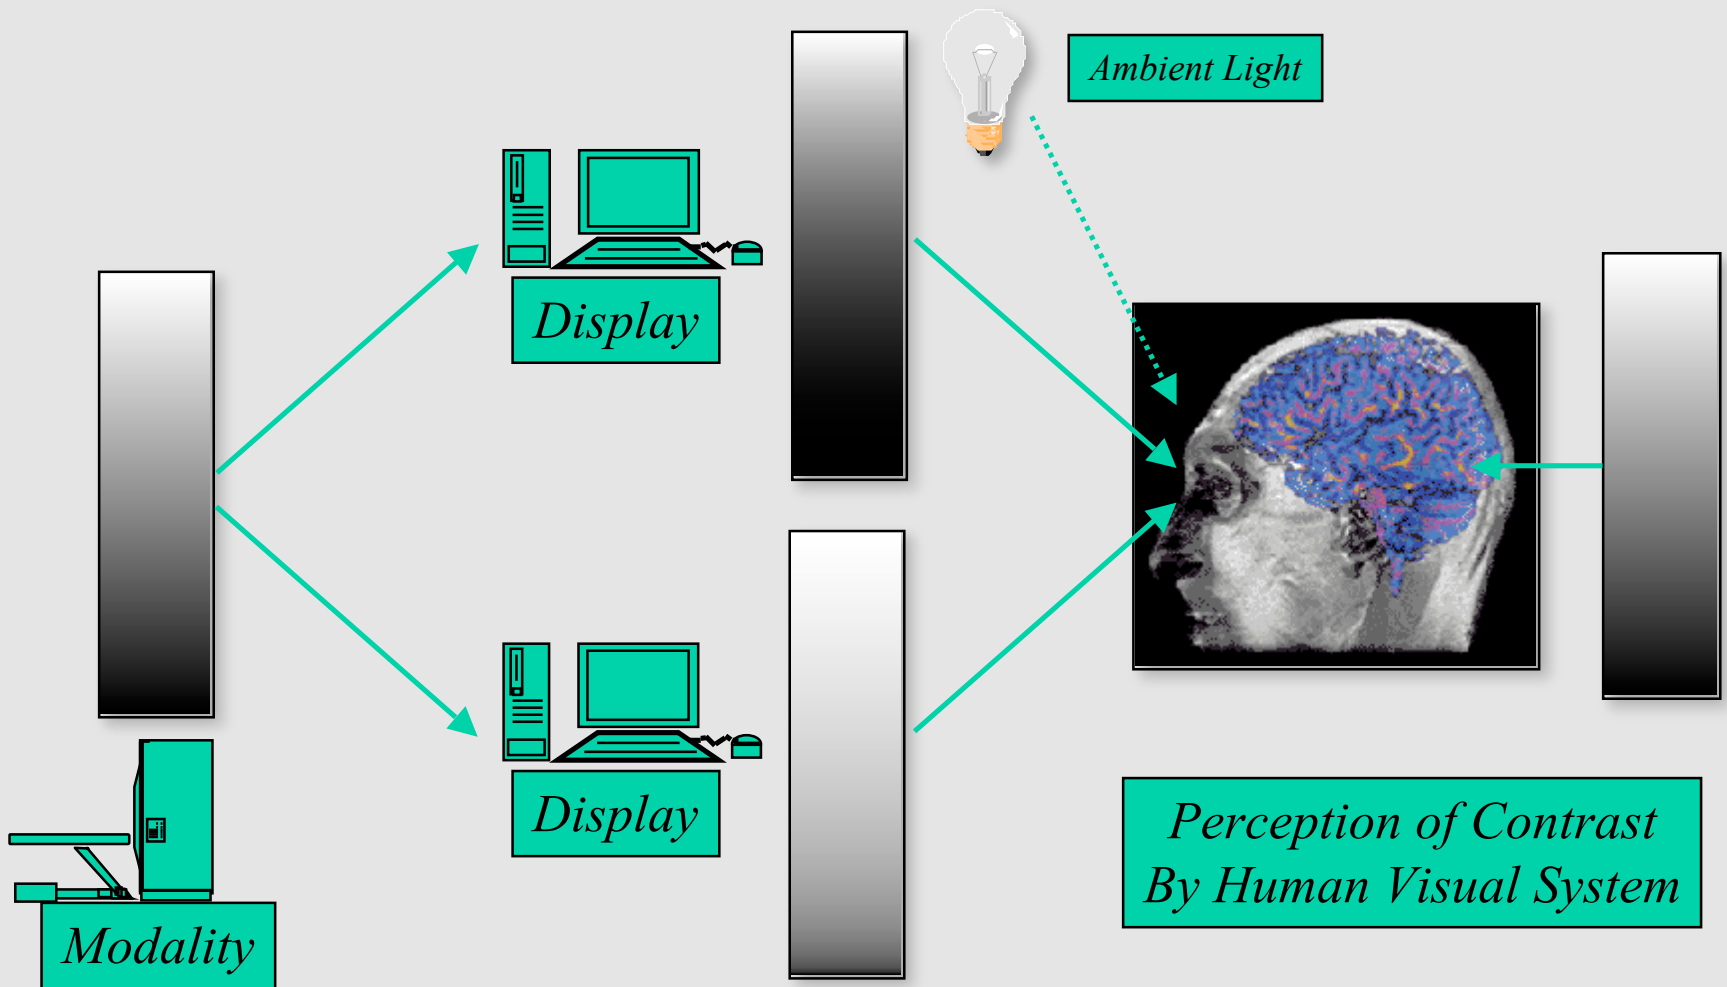 Ambient Light
Display
Display
Perception of Contrast
By Human Visual System
Modality